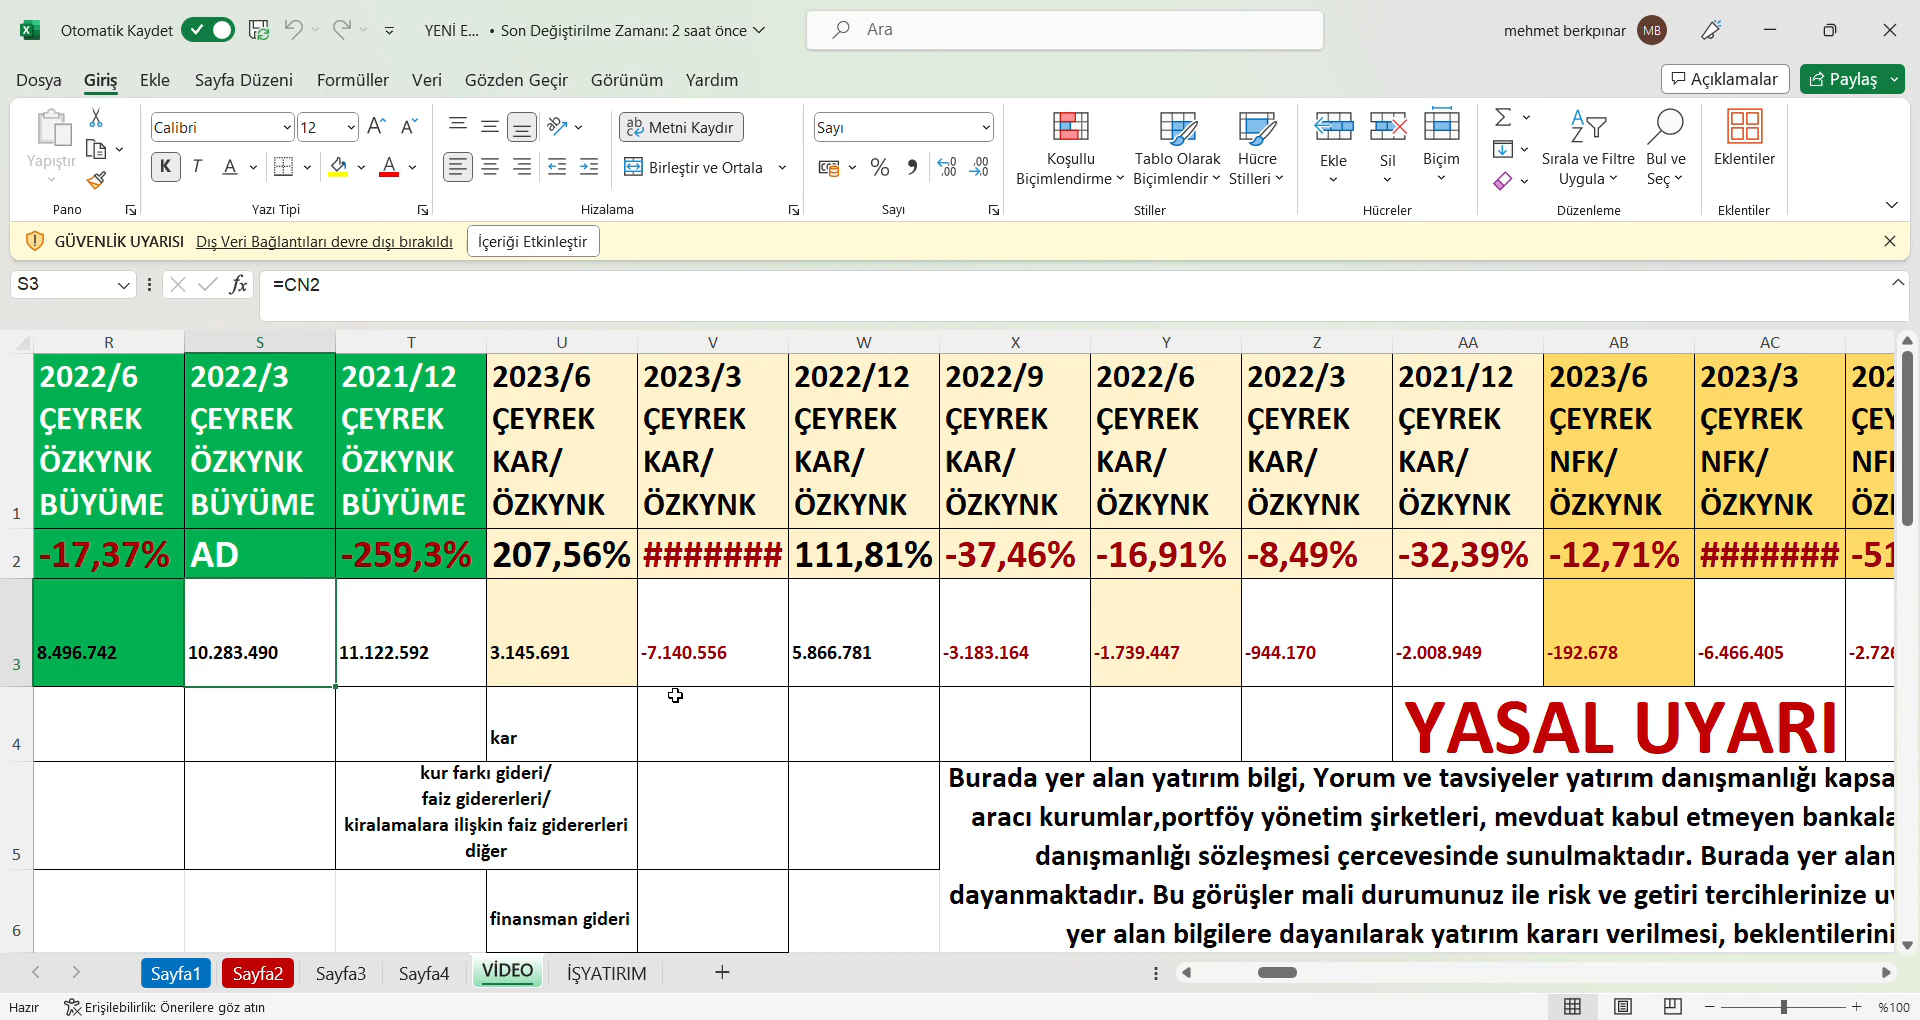 Otomatik Kaydet
YENİ E... • Son Değiştirilme Zamanı: 2 saat önce
Ara
mehmet berkpınar
MB
Dosya Giriş Ekle Sayfa Düzeni Formüller Veri Gözden Geçir Görünüm Yardım
Açıklamalar
Paylaş
Yapıştır
Pano
Calibri
12
K T A A
Yazı Tipi
Metni Kaydır
Birleştir ve Ortala
Hizalama
Sayı
Sayı
Koşullu
Biçimlendirme
Tablo Olarak
Biçimlendir
Hücre
Stilleri
Stiller
Ekle
Sil
Biçim
Hücreler
Sırala ve Filtre
Uygula
Bul ve
Seç
Düzenleme
Eklentiler
Eklentiler
GÜVENLİK UYARISI Dış Veri Bağlantıları devre dışı bırakıldı İçeriği Etkinleştir
S3
fx
=CN2
R S T U V W X Y Z AA AB AC
2022/6 2022/3 2021/12 2023/6 2023/3 2022/12 2022/9 2022/6 2022/3 2021/12 2023/6 2023/3 202
ÇEYREK ÇEYREK ÇEYREK ÇEYREK ÇEYREK ÇEYREK ÇEYREK ÇEYREK ÇEYREK ÇEYREK ÇEYREK ÇEYREK ÇEY
ÖZKYNK ÖZKYNK ÖZKYNK KAR/ KAR/ KAR/ KAR/ KAR/ KAR/ KAR/ NFK/ NFK/ NFK
1 BÜYÜME BÜYÜME BÜYÜME ÖZKYNK ÖZKYNK ÖZKYNK ÖZKYNK ÖZKYNK ÖZKYNK ÖZKYNK ÖZKYNK ÖZKYNK ÖZ
2 -17,37% AD -259,3% 207,56% ####### 111,81% -37,46% -16,91% -8,49% -32,39% -12,71% ####### -51
3 8.496.742 10.283.490 11.122.592 3.145.691 -7.140.556 5.866.781 -3.183.164 -1.739.447 -944.170 -2.008.949 -192.678 -6.466.405 -2.726
4 kar
YASAL UYARI
kur farkı gideri/
faiz gidererleri/
kiralamalara ilişkin faiz gidererleri
5 diğer
6 finansman gideri
Burada yer alan yatırım bilgi, Yorum ve tavsiyeler yatırım danışmanlığı kapsa
aracı kurumlar,portföy yönetim şirketleri, mevduat kabul etmeyen bankala
danışmanlığı sözleşmesi çercevesinde sunulmaktadır. Burada yer alan
dayanmaktadır. Bu görüşler mali durumunuz ile risk ve getiri tercihlerinize
yer alan bilgilere dayanılarak yatırım kararı verilmesi, beklentilerini
Sayfa1 Sayfa2 Sayfa3 Sayfa4 VİDEO İŞYATIRIM
Hazır
Erişilebilirlik: Önerilere göz atın
%100